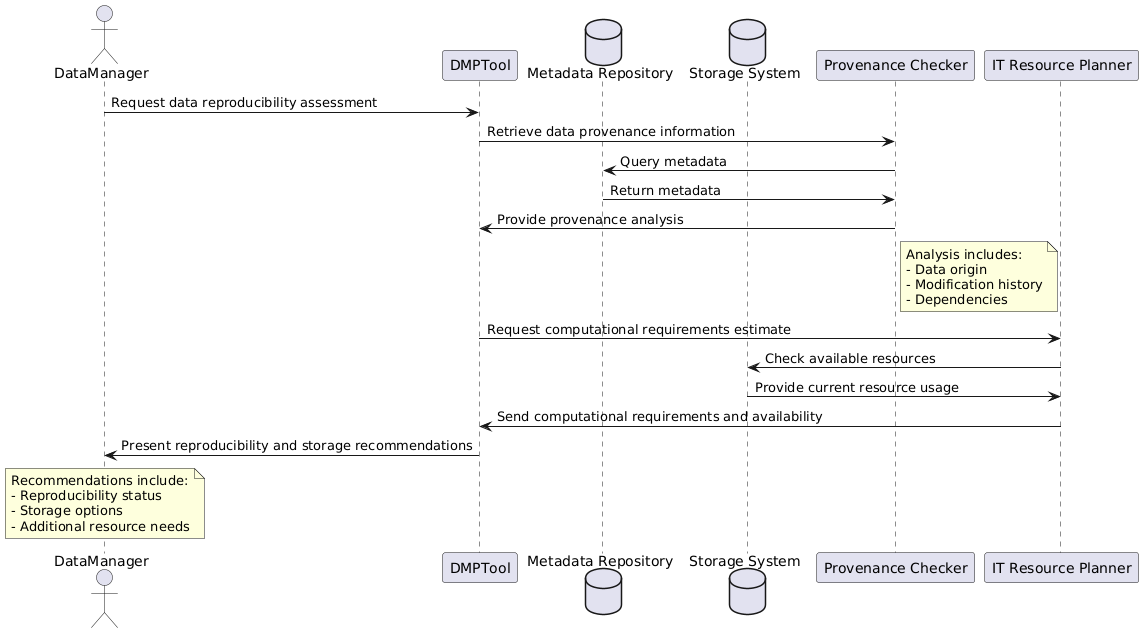 DataManager
DMPTool
Metadata Repository
Storage System
Provenance Checker
IT Resource Planner
Request data reproducibility assessment
Retrieve data provenance information
Query metadata
Return metadata
Provide provenance analysis
Analysis includes:
- Data origin
- Modification history
- Dependencies
Request computational requirements estimate
Check available resources
Provide current resource usage
Send computational requirements and availability
Present reproducibility and storage recommendations
Recommendations include:
- Reproducibility status
- Storage options
- Additional resource needs
DataManager
DMPTool
Metadata Repository
Storage System
Provenance Checker
IT Resource Planner